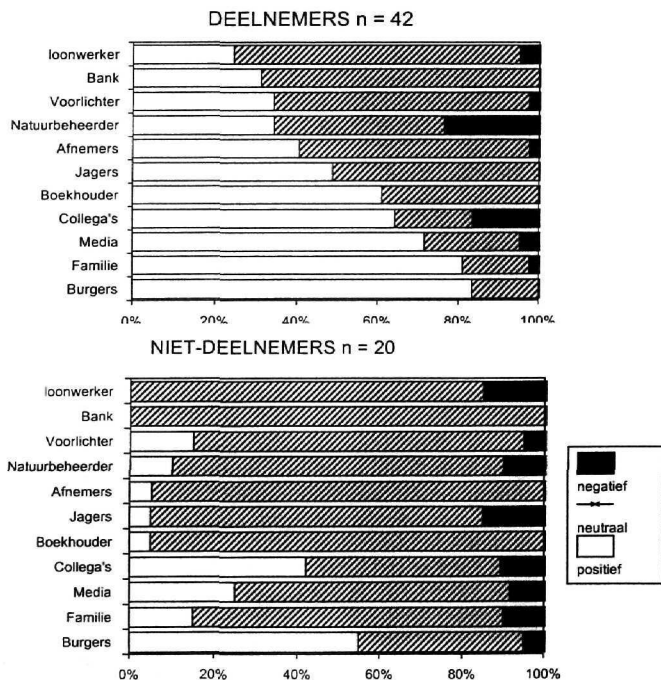 DEELNEMERS n = 42
loonwerker
Bank
Voorlichter
Natuurbeheerder
Afnemers
Jagers
Boekhouder
Collega's
Media
Familie
Burgers
0% 20% 40% 60% 80% 100%
NIET-DEELNEMERS n = 20
loonwerker
Bank
Voorlichter
Natuurbeheerder
Afnemers
Jagers
Boekhouder
Collega's
Media
Familie
Burgers
0% 20% 40% 60% 80% 100%
negatief
neutraal
positief